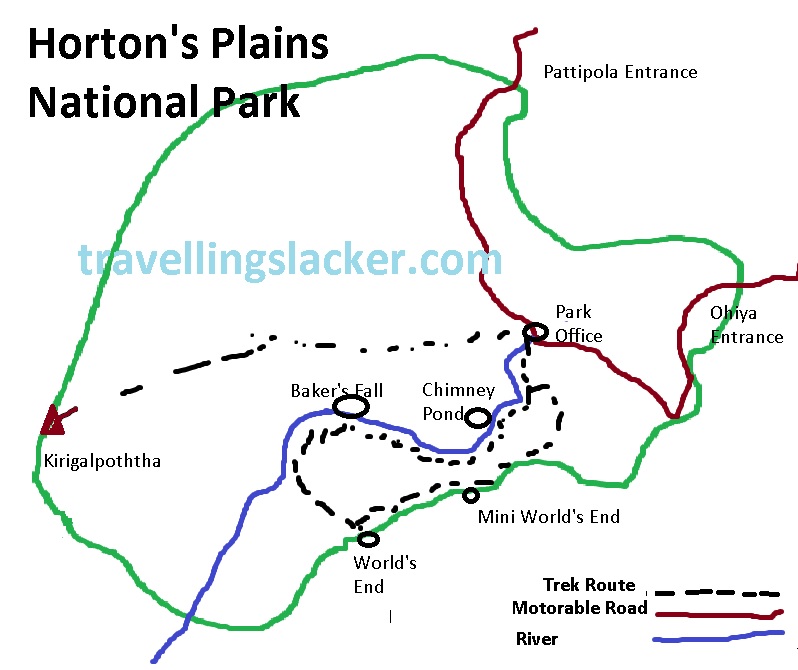 Horton's Plains
National Park
Pattipola Entrance
travellingslacker.com
Park
Office
Ohiya
Entrance
Baker's Fall
Chimney
Pond
Kirigalpoththa
Mini World's End
World's
End
Trek Route
Motorable Road
River